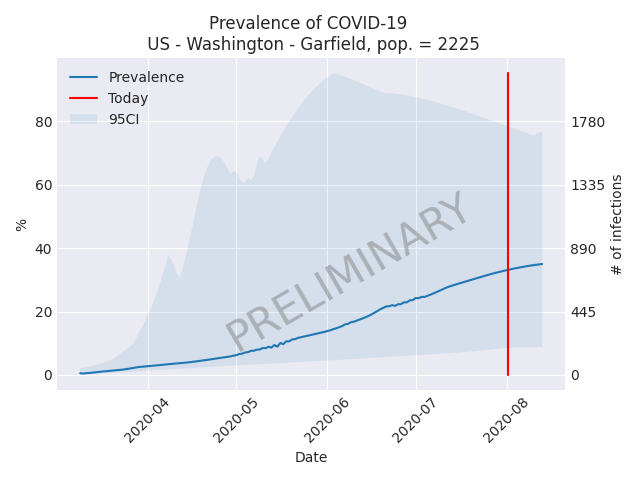 Prevalence of COVID-19
US - Washington - Garfield, pop. = 2225
Prevalence
Today
95CI
80
60
40
20
0
%
1780
1335
890
445
0
# of infections
PRELIMINARY
2020-04
2020-05
2020-06
2020-07
2020-08
Date